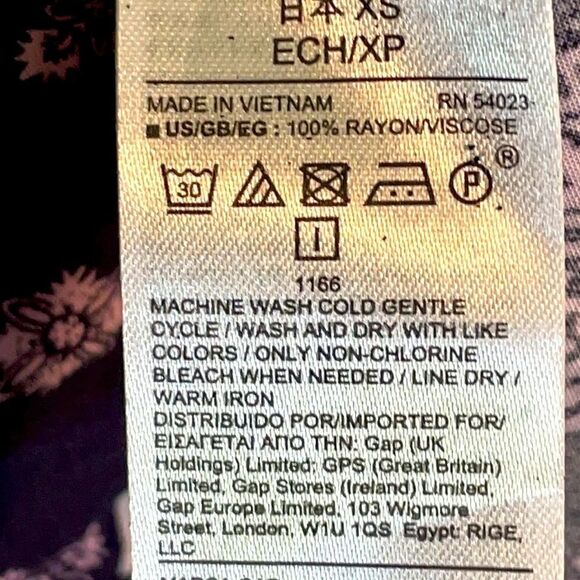 日本 XS
ECH/XP
MADE IN VIETNAM RN 54023
US/GB/EG : 100% RAYON/VISCOSE
30 P ®
1166
MACHINE WASH COLD GENTLE
CYCLE / WASH AND DRY WITH LIKE
COLORS / ONLY NON-CHLORINE
BLEACH WHEN NEEDED / LINE DRY /
WARM IRON
DISTRIBUIDO POR/IMPORTED FOR/
ΕΙΣΑΓΕΤΑΙ ΑΠΟ ΤΗΝ: Gap (UK
Holdings) Limited: GPS (Great Britain)
Limited, Gap Stores (Ireland) Limited,
Gap Europe Limited, 103 Wigmore
Street, London, W1U 1QS Egypt: RIGE,
LLC